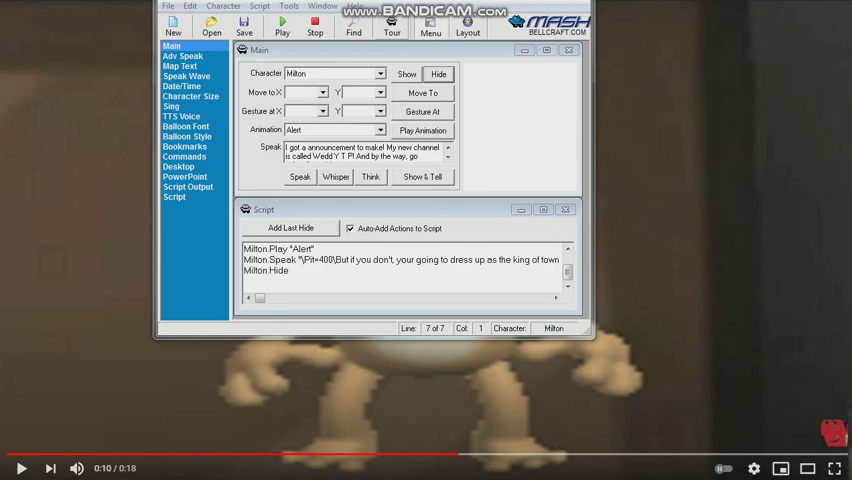 www.BANDICAM.com
File Edit Character Script Tools Window Help
New Open Save Play Stop Find Tour Menu Layout
MASH
BELLCRAFT.COM
Main
Adv Speak
Map Text
Speak Wave
Date/Time
Character Size
Sing
TTS Voice
Balloon Font
Balloon Style
Bookmarks
Commands
Desktop
PowerPoint
Script Output
Script
Main
Character Milton Show Hide
Move to X Y Move To
Gesture at X Y Gesture At
Animation Alert Play Animation
Speak I got a announcement to make! My new channel
is called Wedd Y T P! And by the way, go
Speak Whisper Think Show & Tell
Script
Add Last Hide Auto-Add Actions to Script
Milton.Play "Alert"
Milton.Speak "\Pit=400\But if you don't, your going to dress up as the king of town
Milton.Hide
Line: 7 of 7 Col: 1 Character: Milton
0:10 / 0:18